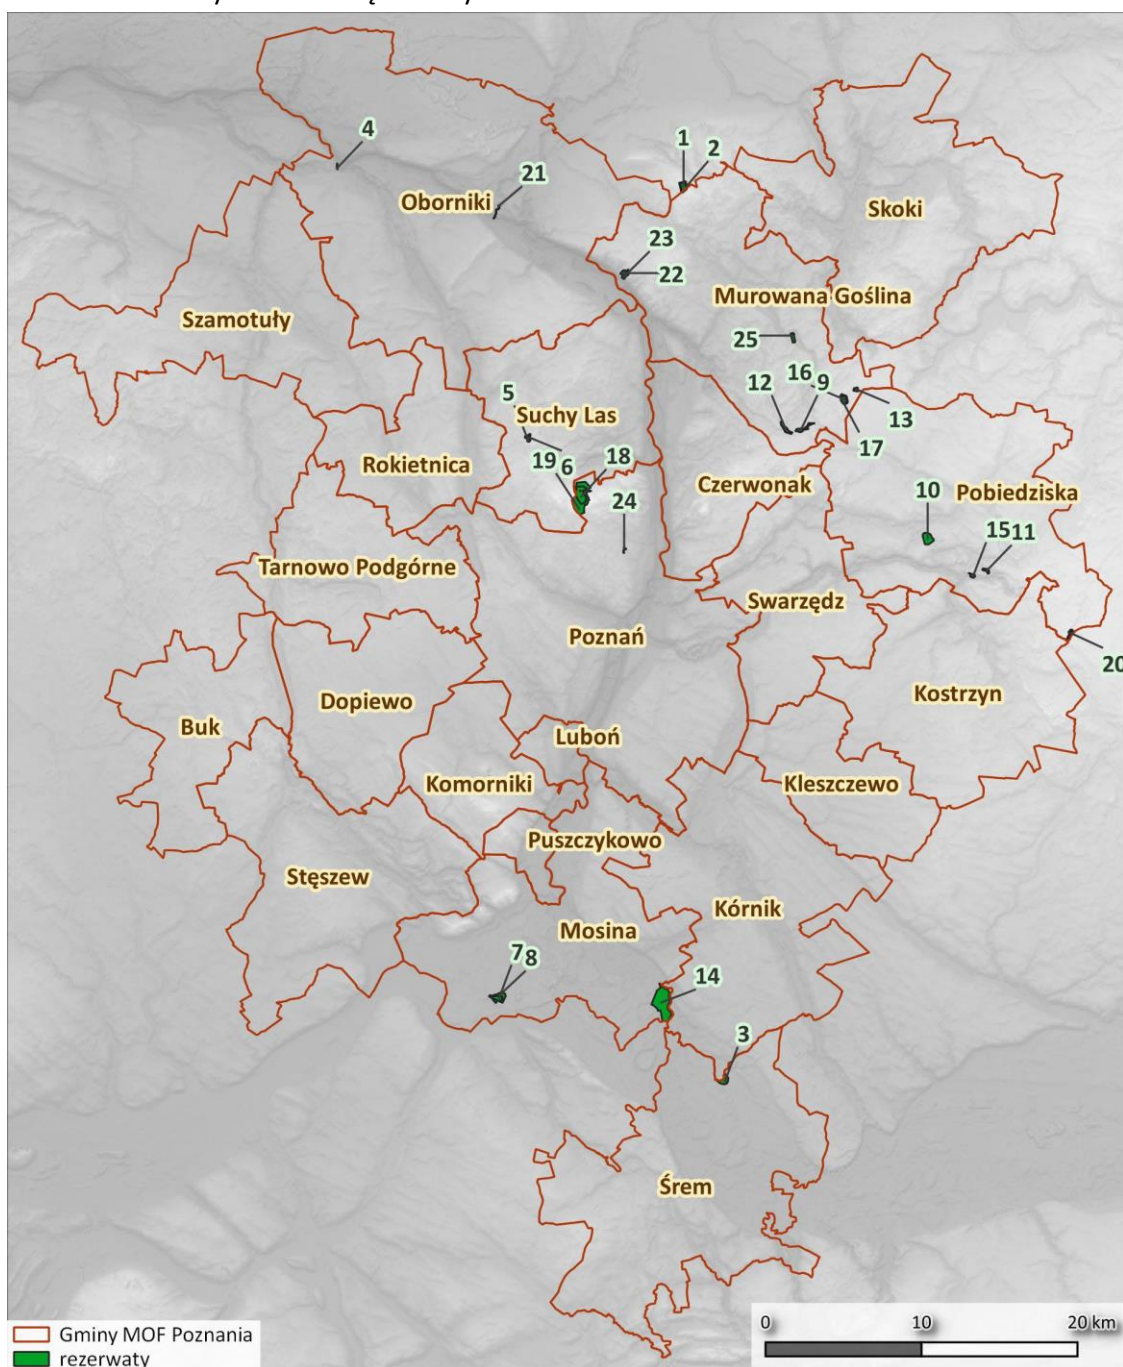 4
1
2
21
Oborniki
Skoki
23
22
Murowana Goślina
Szamotuły
25
16
9
12
13
5
Suchy Las
17
Rokietnica
19
6
18
Czerwonak
24
10
Pobiedziska
15
11
Tarnowo Podgórne
Swarzędz
Poznań
20
Dopiewo
Kostrzyn
Buk
Luboń
Komorniki
Kleszczewo
Puszczykowo
Stęszew
Kórnik
Mosina
7
8
14
3
Śrem
0 10 20 km
Gminy MOF Poznania
rezerwaty